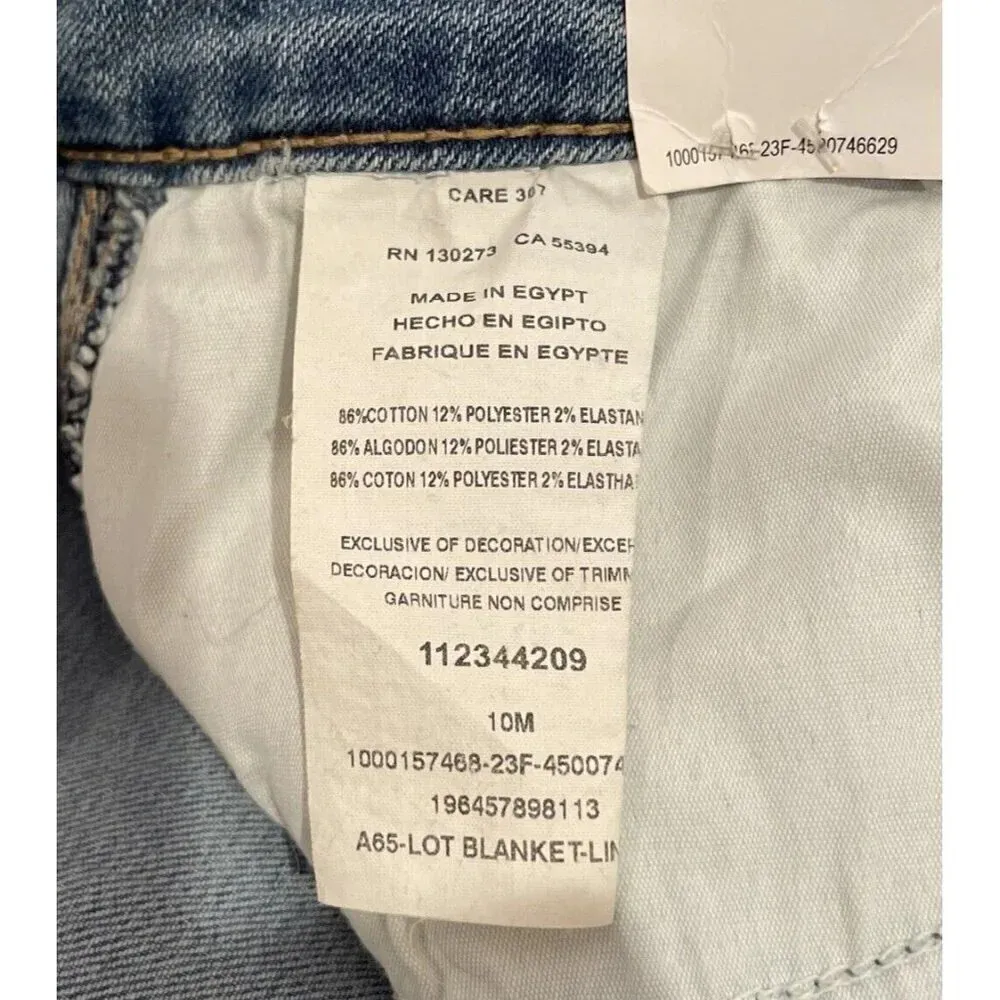 23F-4500746629
CARE 307
RN 130273 CA 55394
MADE IN EGYPT
HECHO EN EGIPTO
FABRIQUE EN EGYPTE
86%COTTON 12% POLYESTER 2% ELASTAN
86% ALGODON 12% POLIESTER 2% ELASTA
86% COTON 12% POLYESTER 2% ELASTHA
EXCLUSIVE OF DECORATION/EXCEP
DECORACION/ EXCLUSIVE OF TRIMM
GARNITURE NON COMPRISE
112344209
10M
1000157468-23F-450074
196457898113
A65-LOT BLANKET-LIN